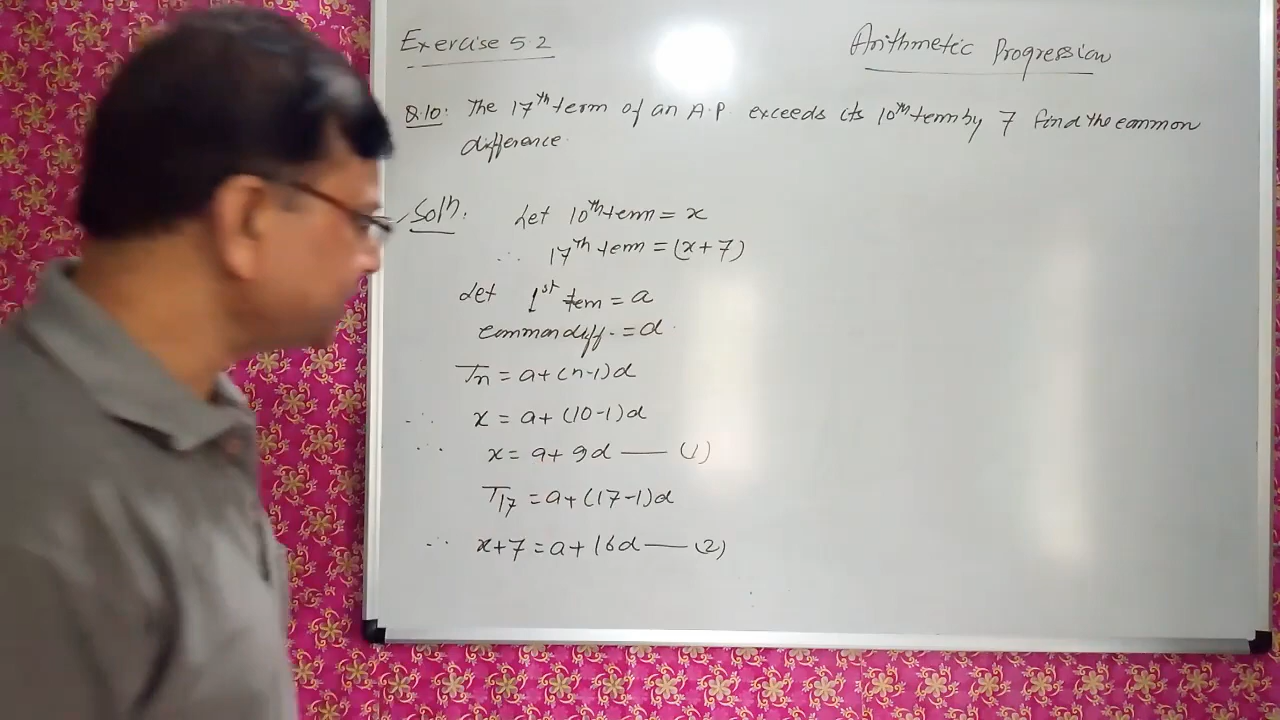 Exercise 5.2
Arithmetic Progression
Q.10: The 17th term of an A.P. exceeds its 10th term by 7 find the common
difference.
Soln. Let 10th term = x
∴ 17th term = (x+7)
Let 1st term = a
common diff. = d.
Tn = a+(n-1)d
∴ x = a+(10-1)d
∴ x = a+9d —— (1)
T17 = a+(17-1)d
∴ x+7 = a+16d —— (2)